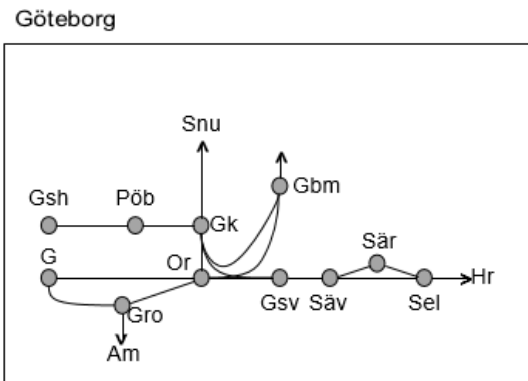 Göteborg
Snu
Gsh
Pöb
Gbm
Gk
Sär
G
Or
Hr
Gro
Gsv
Säv
Sel
Am